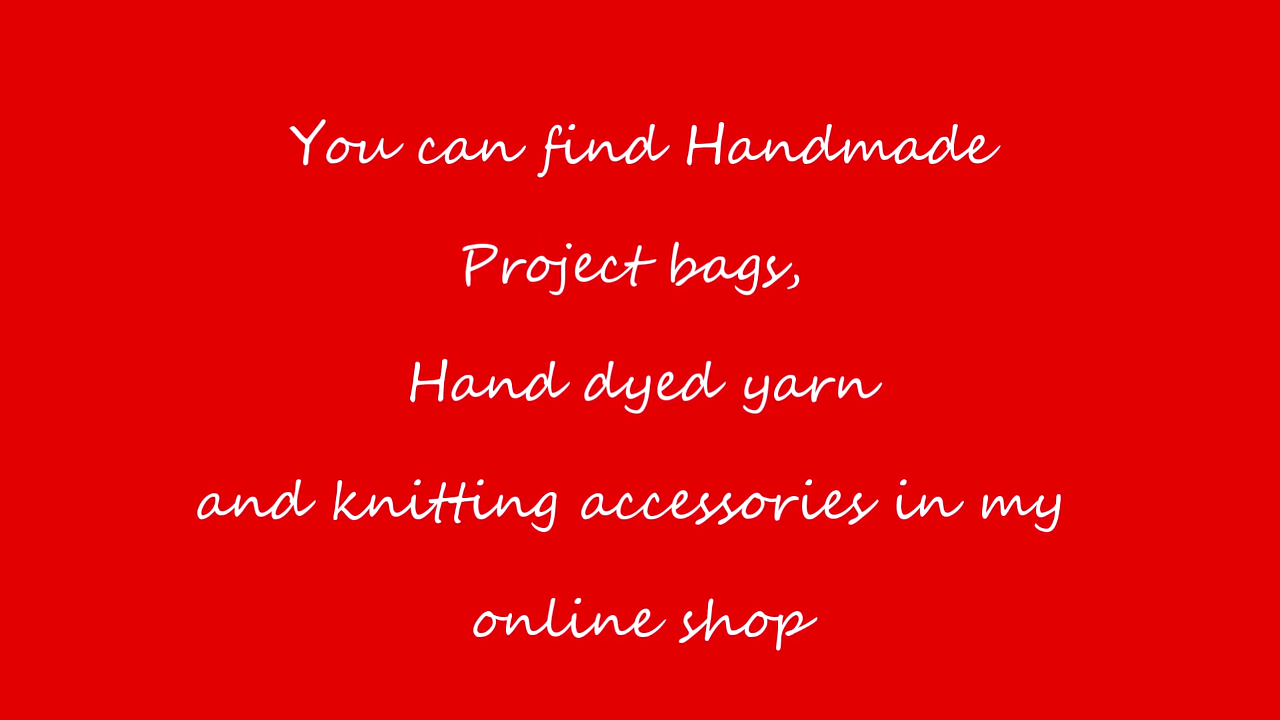 You can find Handmade
Project bags,
Hand dyed yarn
and knitting accessories in my
online shop